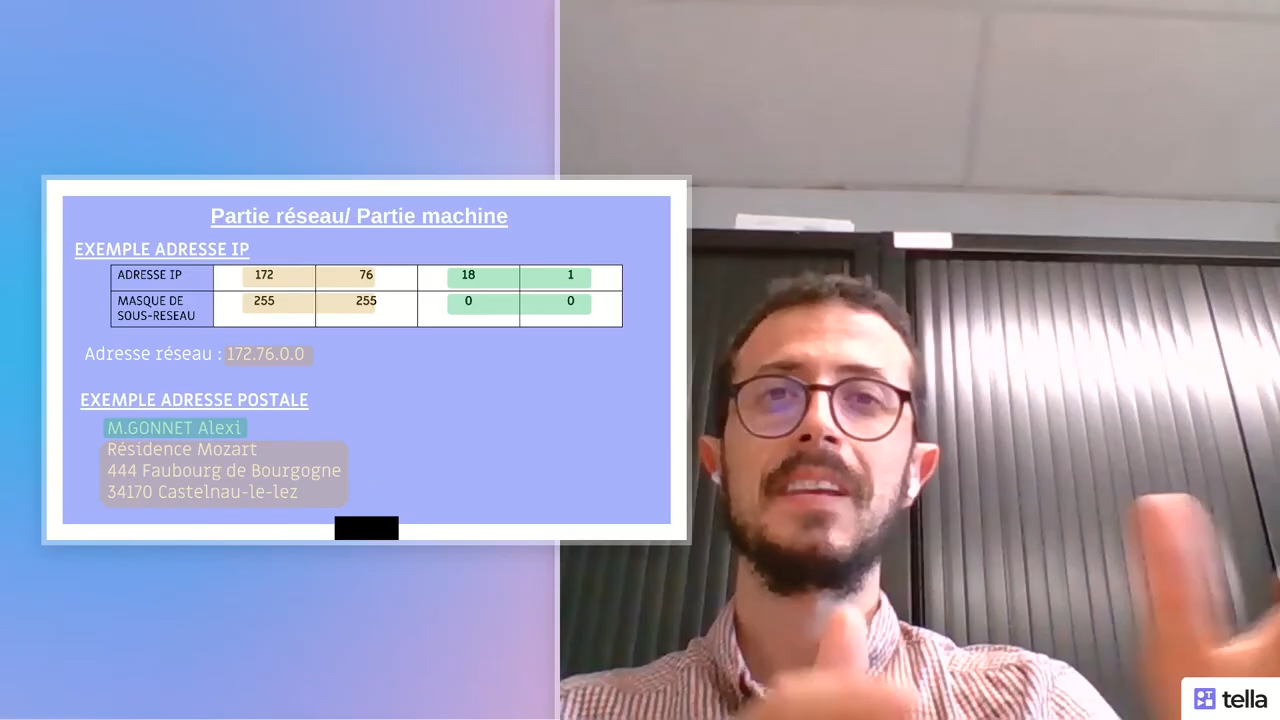 Partie réseau/ Partie machine
EXEMPLE ADRESSE IP
ADRESSE IP 172 76 18 1
MASQUE DE SOUS-RESEAU 255 255 0 0
Adresse réseau : 172.76.0.0
EXEMPLE ADRESSE POSTALE
M.GONNET Alexi
Résidence Mozart
444 Faubourg de Bourgogne
34170 Castelnau-le-lez
tella